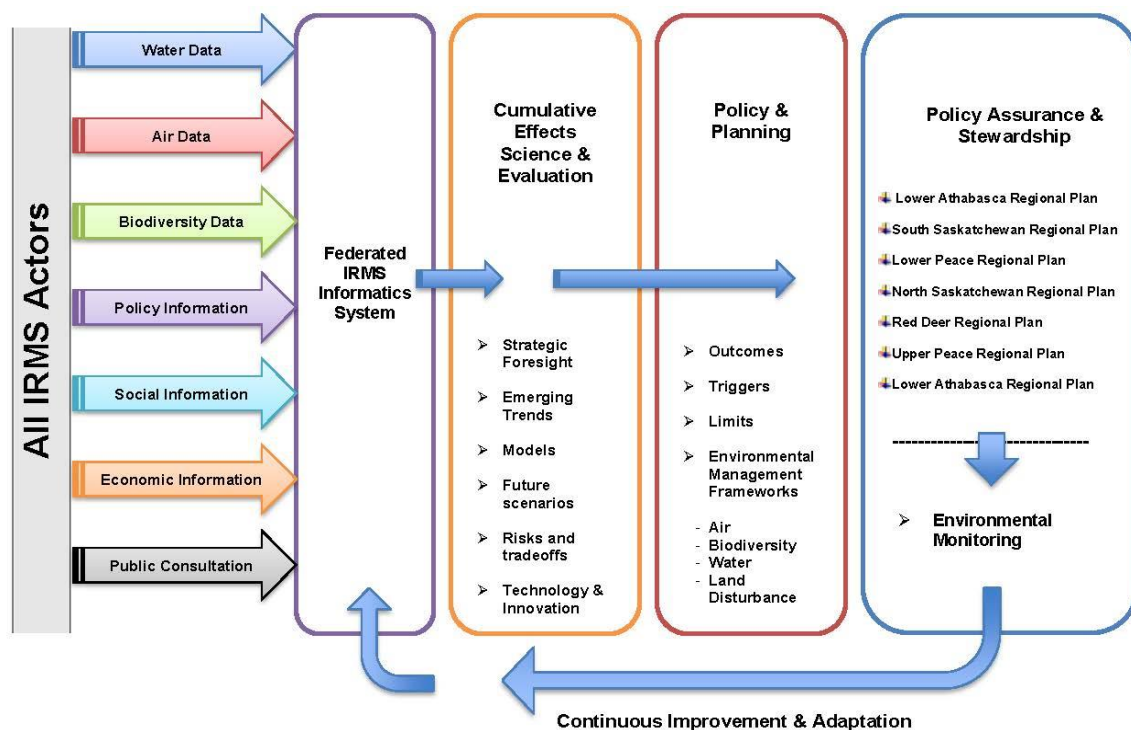 All IRMS Actors
Water Data
Air Data
Biodiversity Data
Policy Information
Social Information
Economic Information
Public Consultation
Federated
IRMS
Informatics
System
Cumulative
Effects
Science &
Evaluation
➢ Strategic
Foresight
➢ Emerging
Trends
➢ Models
➢ Future
scenarios
➢ Risks and
tradeoffs
➢ Technology &
Innovation
Policy &
Planning
➢ Outcomes
➢ Triggers
➢ Limits
➢ Environmental
Management
Frameworks
- Air
- Biodiversity
- Water
- Land
Disturbance
Policy Assurance &
Stewardship
Lower Athabasca Regional Plan
South Saskatchewan Regional Plan
Lower Peace Regional Plan
North Saskatchewan Regional Plan
Red Deer Regional Plan
Upper Peace Regional Plan
Lower Athabasca Regional Plan
➢ Environmental
Monitoring
Continuous Improvement & Adaptation